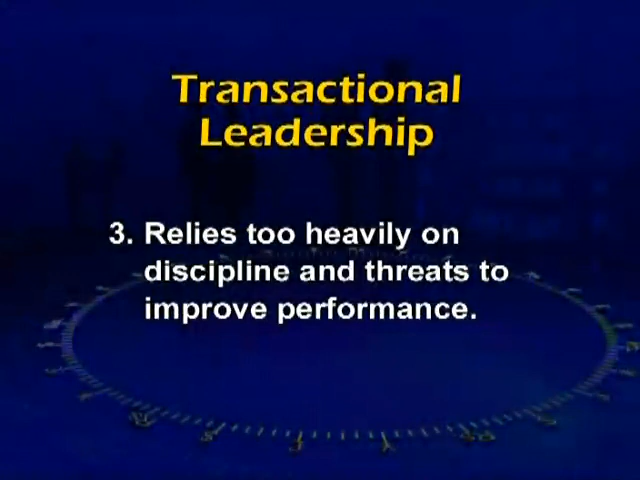 Transactional
Leadership
3. Relies too heavily on
discipline and threats to
improve performance.